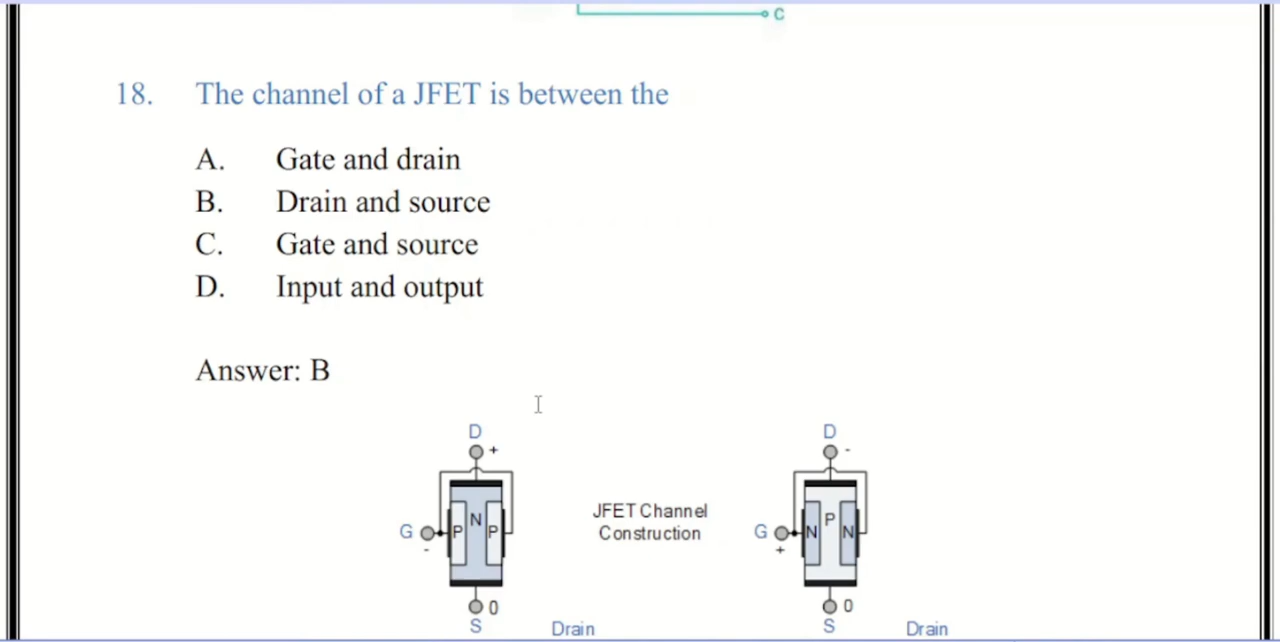 C
18. The channel of a JFET is between the
A. Gate and drain
B. Drain and source
C. Gate and source
D. Input and output
Answer: B
D
+
G
-
P
N
P
0
S
Drain
JFET Channel
Construction
D
-
G
+
N
P
N
0
S
Drain